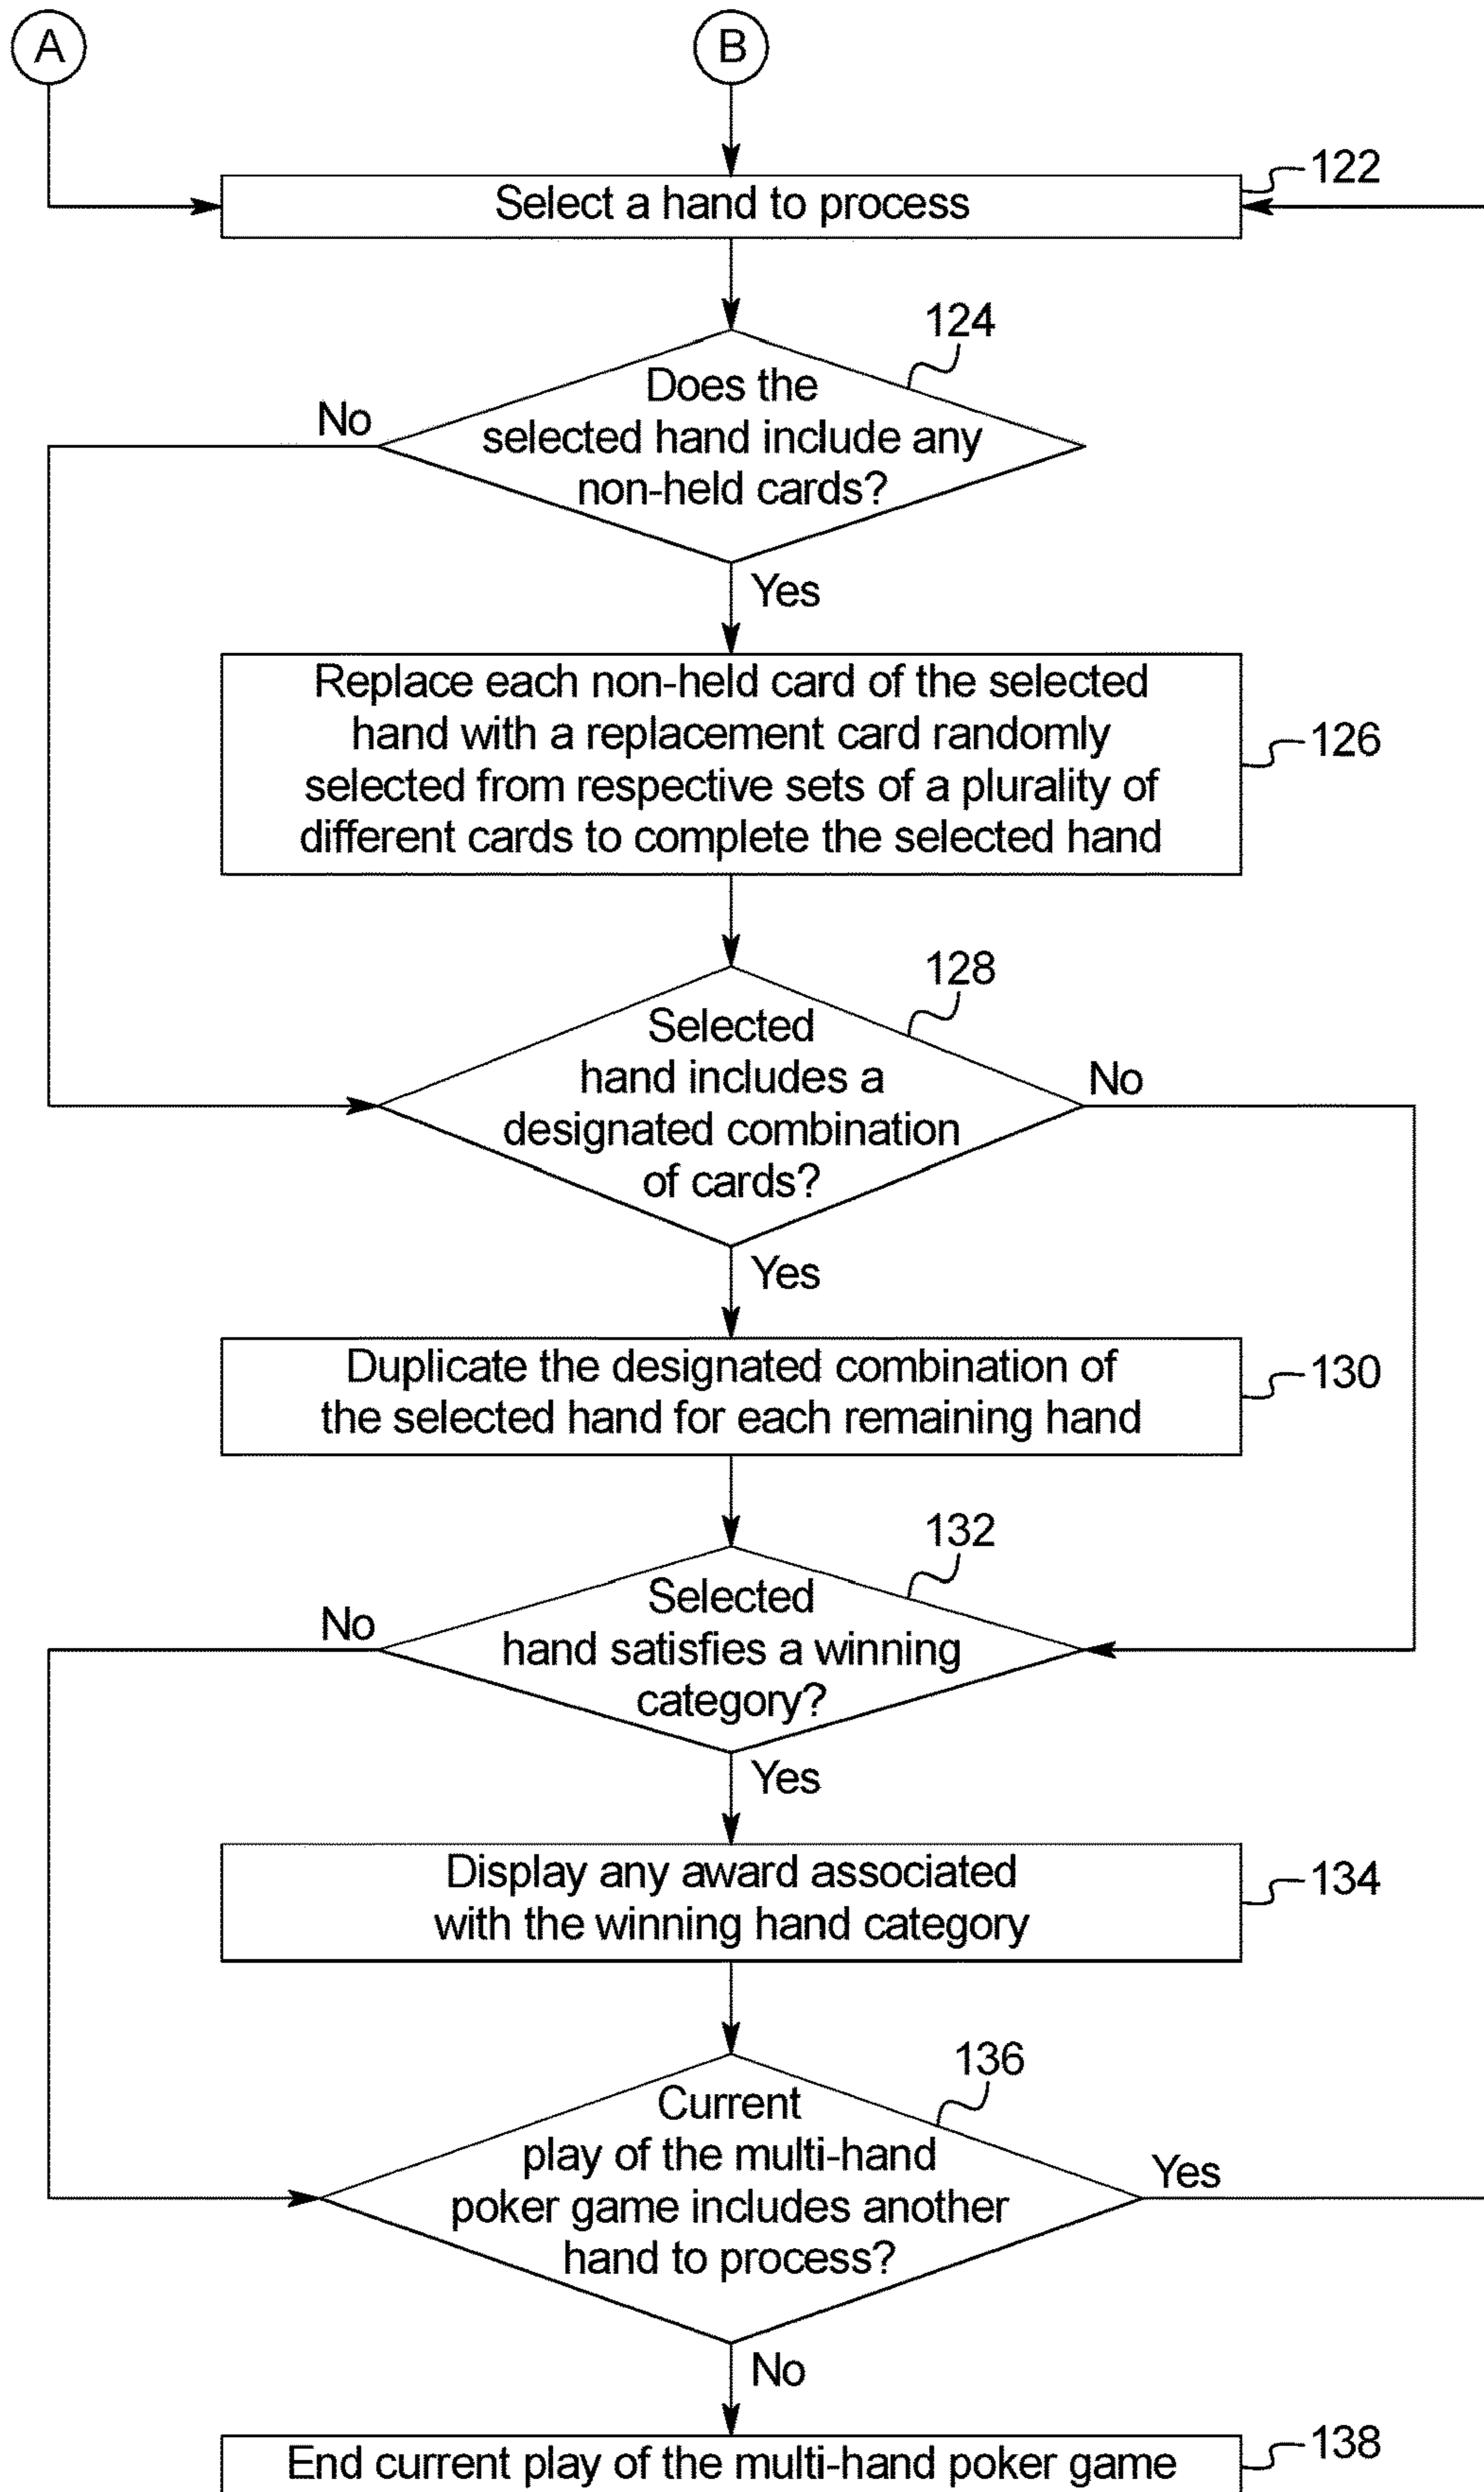 A
B
122
Select a hand to process
124
Does the
selected hand include any
non-held cards?
No
Yes
Replace each non-held card of the selected
hand with a replacement card randomly
selected from respective sets of a plurality of
different cards to complete the selected hand
126
128
Selected
hand includes a
designated combination
of cards?
No
Yes
Duplicate the designated combination of
the selected hand for each remaining hand
130
132
Selected
hand satisfies a winning
category?
No
Yes
Display any award associated
with the winning hand category
134
136
Current
play of the multi-hand
poker game includes another
hand to process?
Yes
No
End current play of the multi-hand poker game
138